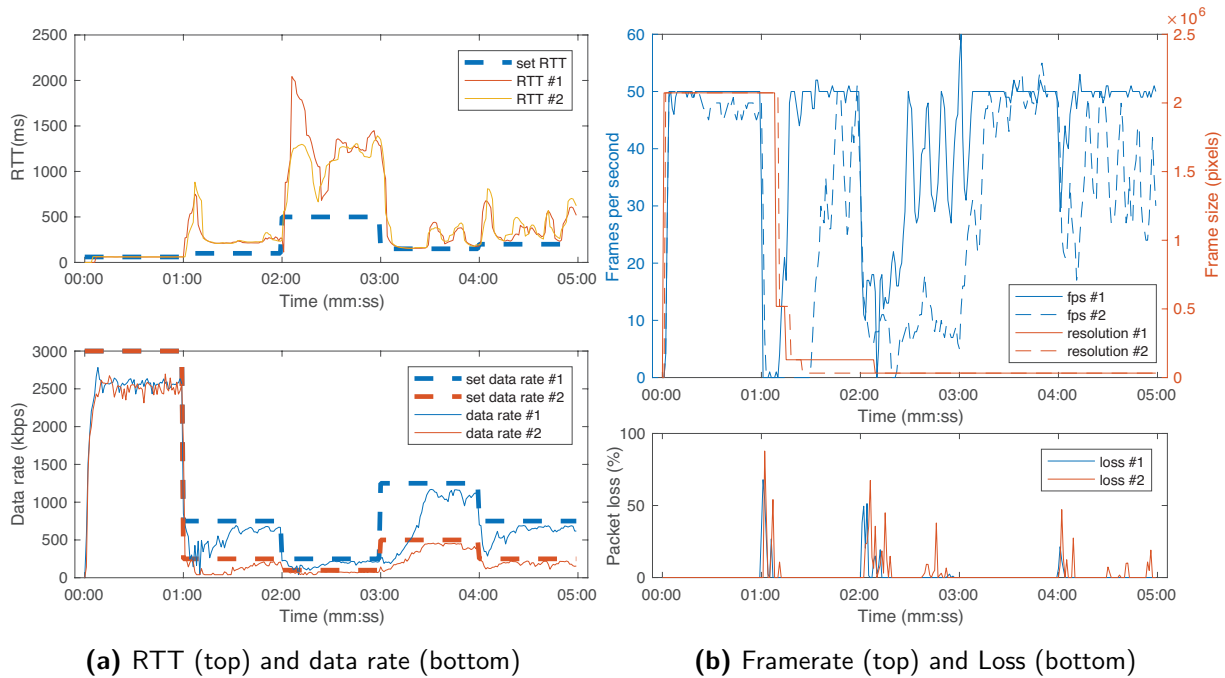 2500
2000
1500
1000
500
0
RTT(ms)
set RTT
RTT #1
RTT #2
00:00 01:00 02:00 03:00 04:00 05:00
Time (mm:ss)
3000
2500
2000
1500
1000
500
0
Data rate (kbps)
set data rate #1
set data rate #2
data rate #1
data rate #2
00:00 01:00 02:00 03:00 04:00 05:00
Time (mm:ss)
(a) RTT (top) and data rate (bottom)
×10⁶
60
50
40
30
20
10
0
Frames per second
2.5
2
1.5
1
0.5
0
Frame size (pixels)
fps #1
fps #2
resolution #1
resolution #2
00:00 01:00 02:00 03:00 04:00 05:00
Time (mm:ss)
100
50
0
Packet loss (%)
loss #1
loss #2
00:00 01:00 02:00 03:00 04:00 05:00
Time (mm:ss)
(b) Framerate (top) and Loss (bottom)